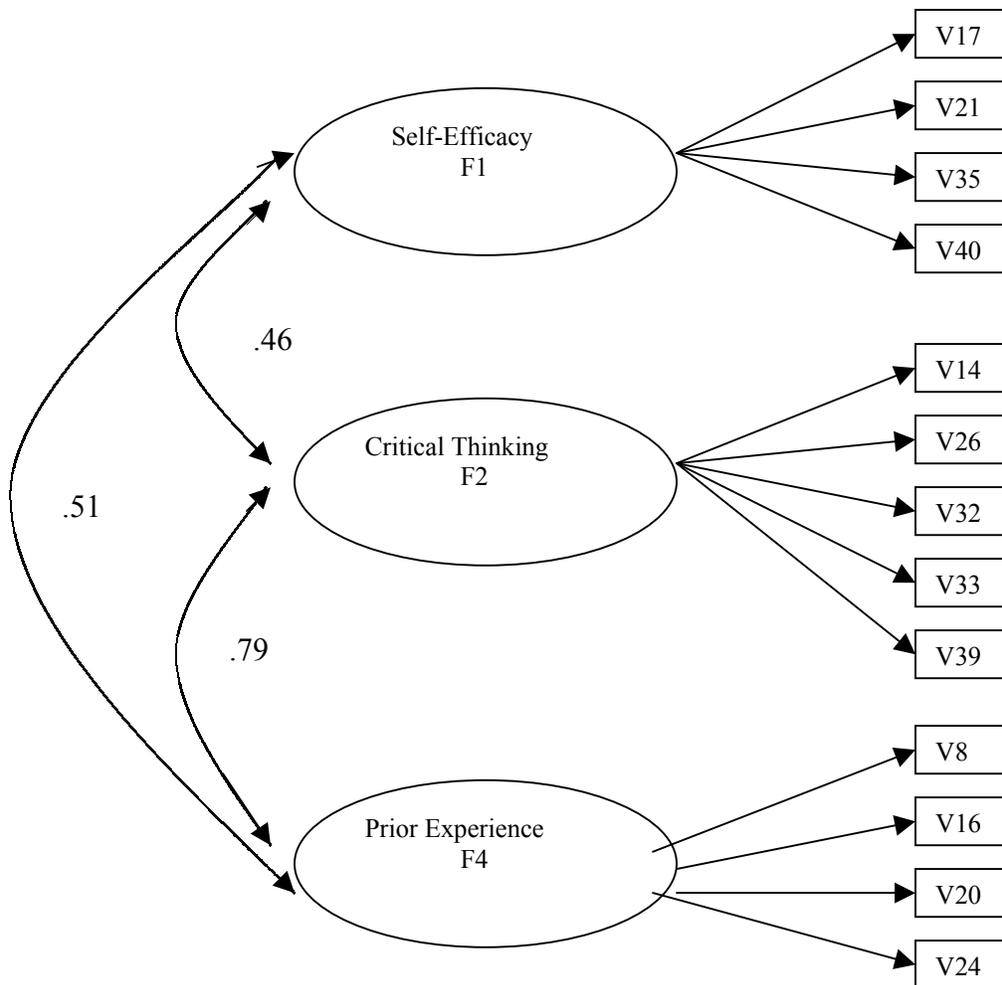 V17
Self-Efficacy
F1
V21
V35
V40
.46
V14
Critical Thinking
F2
V26
.51
V32
V33
.79
V39
V8
Prior Experience
F4
V16
V20
V24